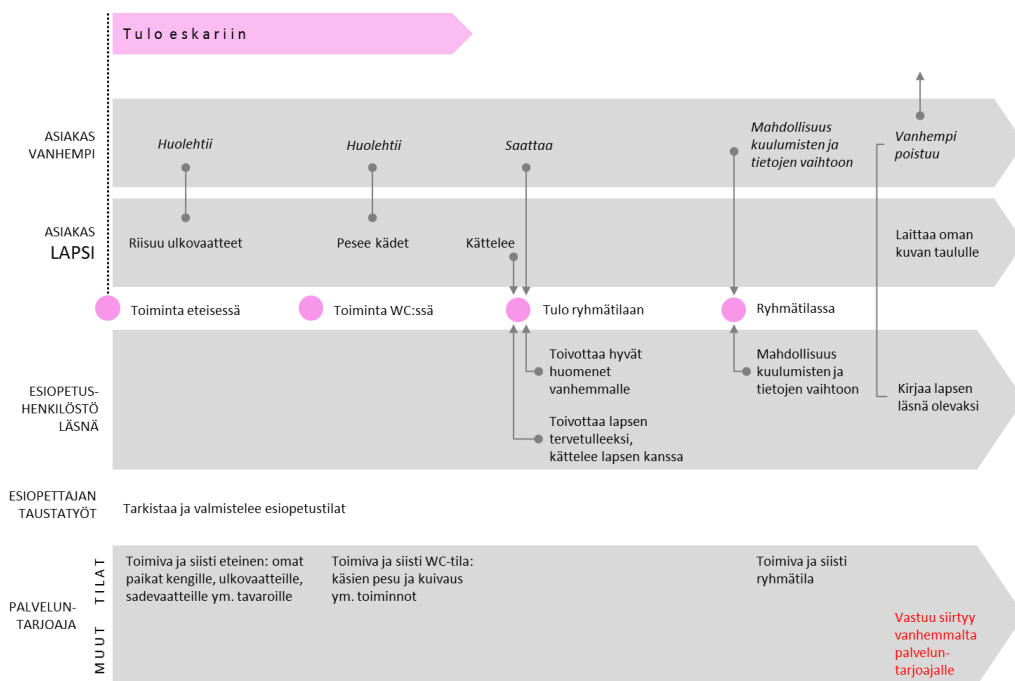 Tulo eskariin
ASIAKAS
VANHEMPI
Huolehtii
Huolehtii
Saattaa
Mahdollisuus
kuulumisten ja
tietojen vaihtoon
Vanhempi
poistuu
ASIAKAS
LAPSI
Riisuu ulkovaatteet
Pesee kädet
Kättelee
Laittaa oman
kuvan taululle
Toiminta eteisessä
Toiminta WC:ssä
Tulo ryhmätilaan
Ryhmätilassa
ESIOPETUS-
HENKILÖSTÖ
LÄSNÄ
Toivottaa hyvät
huomenet
vanhemmalle
Toivottaa lapsen
tervetulleeksi,
kättelee lapsen kanssa
Mahdollisuus
kuulumisten ja
tietojen vaihtoon
Kirjaa lapsen
läsnä olevaksi
ESIOPETTAJAN
TAUSTATYÖT
Tarkistaa ja valmistelee esiopetustilat
PALVELUN-
TARJOAJA
TILAT
MUUT
Toimiva ja siisti eteinen: omat
paikat kengille, ulkovaatteille,
sadevaatteille ym. tavaroille
Toimiva ja siisti WC-tila:
käsien pesu ja kuivaus
ym. toiminnot
Toimiva ja siisti
ryhmätila
Vastuu siirtyy
vanhemmalta
palvelun-
tarjoajalle